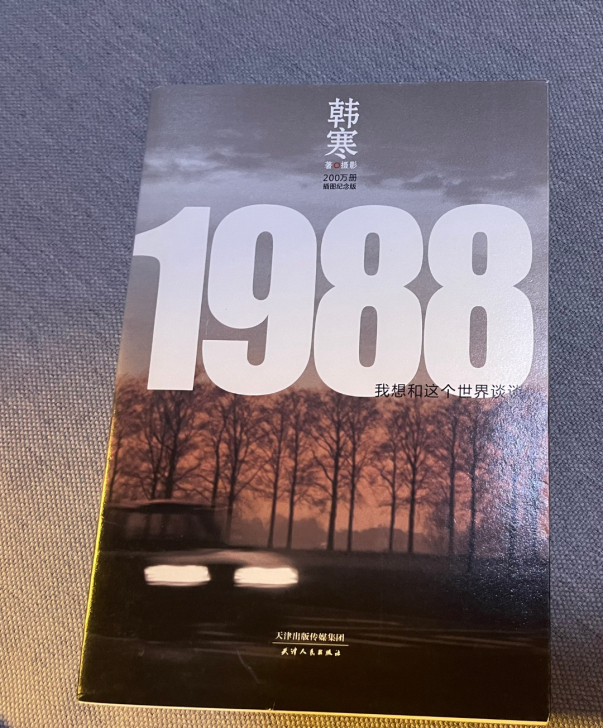 韩寒
著 摄影
200万册
插图纪念版
1988
我想和这个世界谈谈
天津出版传媒集团
天津人民出版社